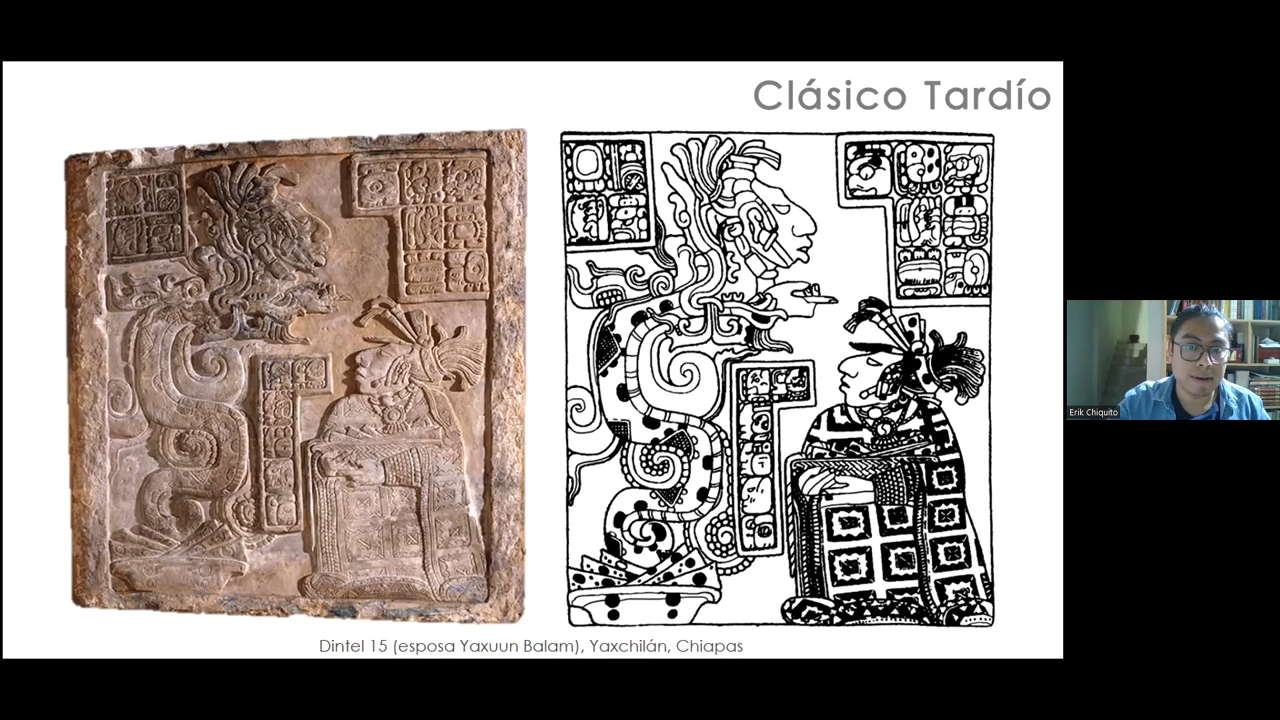 Clásico Tardío
Dintel 15 (esposa Yaxuun Balam), Yaxchilán, Chiapas
Erik Chiquito